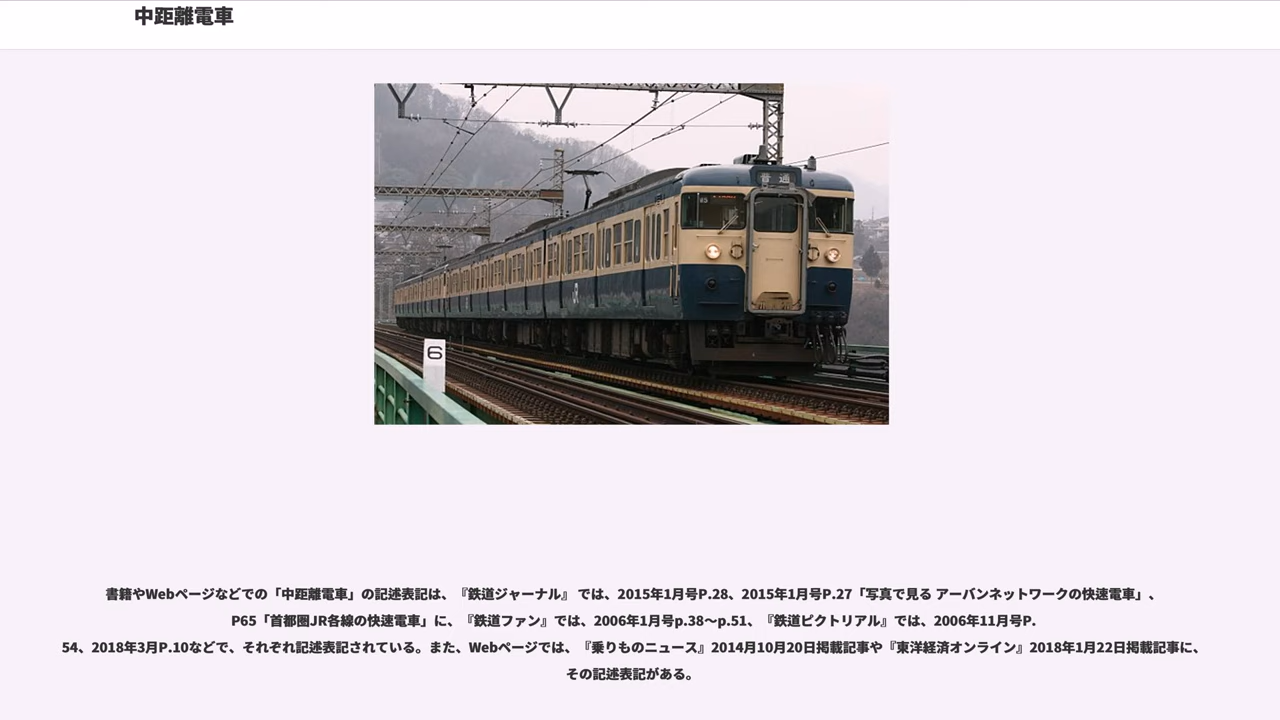 中距離電車
普通
JR
6
書籍やWebページなどでの「中距離電車」の記述表記は、『鉄道ジャーナル』 では、2015年1月号P.28、2015年1月号P.27「写真で見る アーバンネットワークの快速電車」、
P65「首都圏JR各線の快速電車」に、『鉄道ファン』では、2006年1月号p.38〜p.51、『鉄道ピクトリアル』では、2006年11月号P.
54、2018年3月P.10などで、それぞれ記述表記されている。また、Webページでは、『乗りものニュース』2014月10月20日掲載記事や『東洋経済オンライン』2018年1月22日掲載記事に、
その記述表記がある。